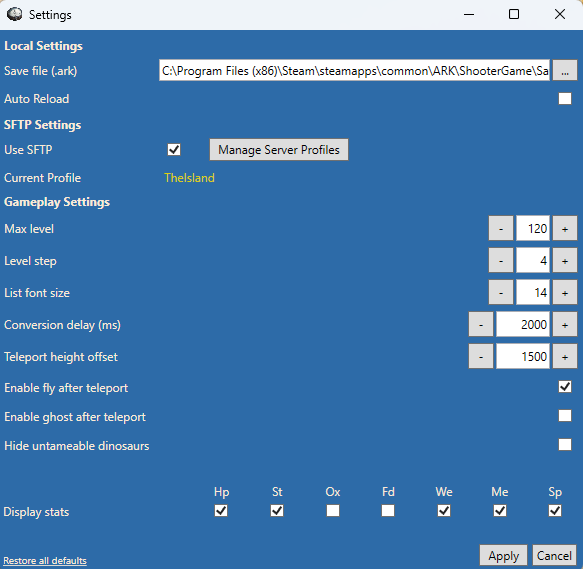 Settings
Local Settings
Save file (.ark) C:\Program Files (x86)\Steam\steamapps\common\ARK\ShooterGame\Sa ...
Auto Reload
SFTP Settings
Use SFTP Manage Server Profiles
Current Profile TheIsland
Gameplay Settings
Max level - 120 +
Level step - 4 +
List font size - 14 +
Conversion delay (ms) - 2000 +
Teleport height offset - 1500 +
Enable fly after teleport
Enable ghost after teleport
Hide untameable dinosaurs
Hp St Ox Fd We Me Sp
Display stats
Restore all defaults Apply Cancel